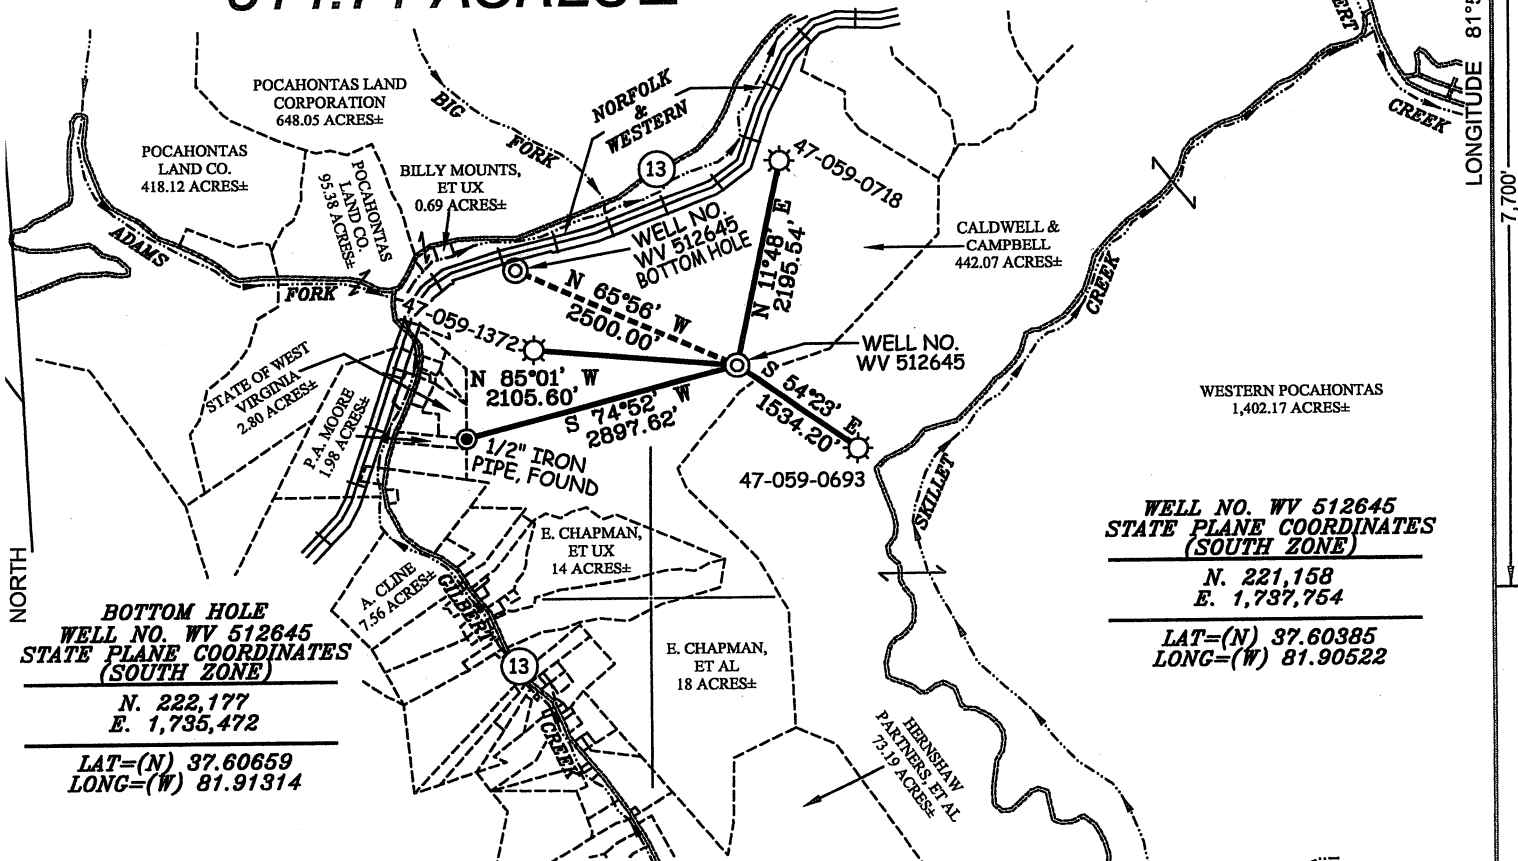 POCAHONTAS LAND
CORPORATION
648.05 ACRES±
BIG
FORK
NORFOLK
&
WESTERN
13
47-059-0718
CREEK
LONGITUDE 81°5
7,700'
POCAHONTAS
LAND CO.
418.12 ACRES±
POCAHONTAS
LAND CO.
95.38 ACRES±
BILLY MOUNTS,
ET UX
0.69 ACRES±
ADAMS
FORK
WELL NO.
WV 512645
BOTTOM HOLE
N 11°48' E
2195.54'
CALDWELL &
CAMPBELL
442.07 ACRES±
CREEK
N 65°56' W
2500.00'
47-059-1372
WELL NO.
WV 512645
STATE OF WEST
VIRGINIA
2.80 ACRES±
P.A. MOORE
1.98 ACRES±
N 85°01' W
2105.60'
S 74°52' W
2897.62'
S 54°23' E
1534.20'
WESTERN POCAHONTAS
1,402.17 ACRES±
1/2" IRON
PIPE, FOUND
47-059-0693
SKILLET
WELL NO. WV 512645
STATE PLANE COORDINATES
(SOUTH ZONE)
N. 221,158
E. 1,737,754
LAT=(N) 37.60385
LONG=(W) 81.90522
E. CHAPMAN,
ET UX
14 ACRES±
NORTH
A. CLINE
7.56 ACRES±
GILBERT
13
CREEK
BOTTOM HOLE
WELL NO. WV 512645
STATE PLANE COORDINATES
(SOUTH ZONE)
N. 222,177
E. 1,735,472
LAT=(N) 37.60659
LONG=(W) 81.91314
E. CHAPMAN,
ET AL
18 ACRES±
HERNSHAW
PARTNERS, ET AL
73.19 ACRES±